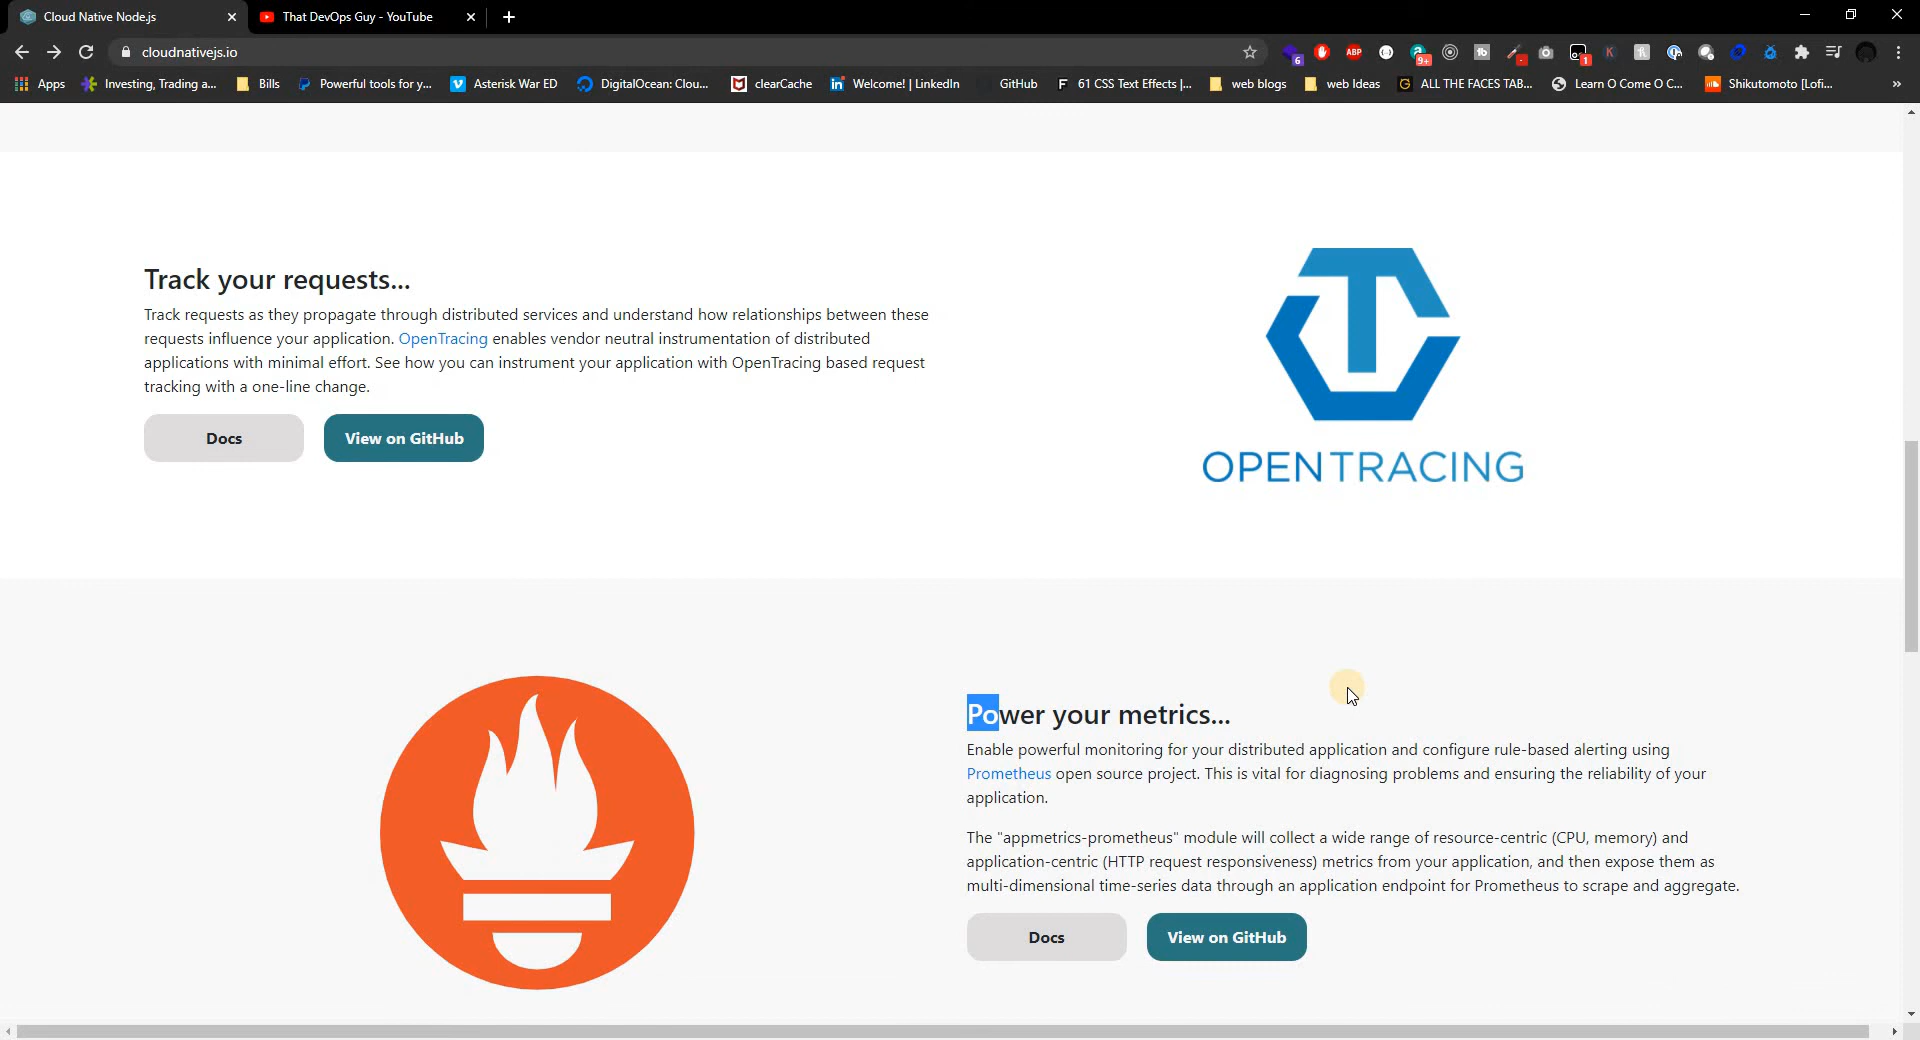 Cloud Native Node.js
That DevOps Guy - YouTube
cloudnativejs.io
6
ABP
9+
1
K
Apps
Investing, Trading a...
Bills
Powerful tools for y...
Asterisk War ED
DigitalOcean: Clou...
clearCache
Welcome! | LinkedIn
GitHub
61 CSS Text Effects |...
web blogs
web Ideas
ALL THE FACES TAB...
Learn O Come O C...
Shikutomoto [Lofi...
»
Track your requests...
Track requests as they propagate through distributed services and understand how relationships between these
requests influence your application. OpenTracing enables vendor neutral instrumentation of distributed
applications with minimal effort. See how you can instrument your application with OpenTracing based request
tracking with a one-line change.
Docs
View on GitHub
OPENTRACING
Power your metrics...
Enable powerful monitoring for your distributed application and configure rule-based alerting using
Prometheus open source project. This is vital for diagnosing problems and ensuring the reliability of your
application.
The "appmetrics-prometheus" module will collect a wide range of resource-centric (CPU, memory) and
application-centric (HTTP request responsiveness) metrics from your application, and then expose them as
multi-dimensional time-series data through an application endpoint for Prometheus to scrape and aggregate.
Docs
View on GitHub